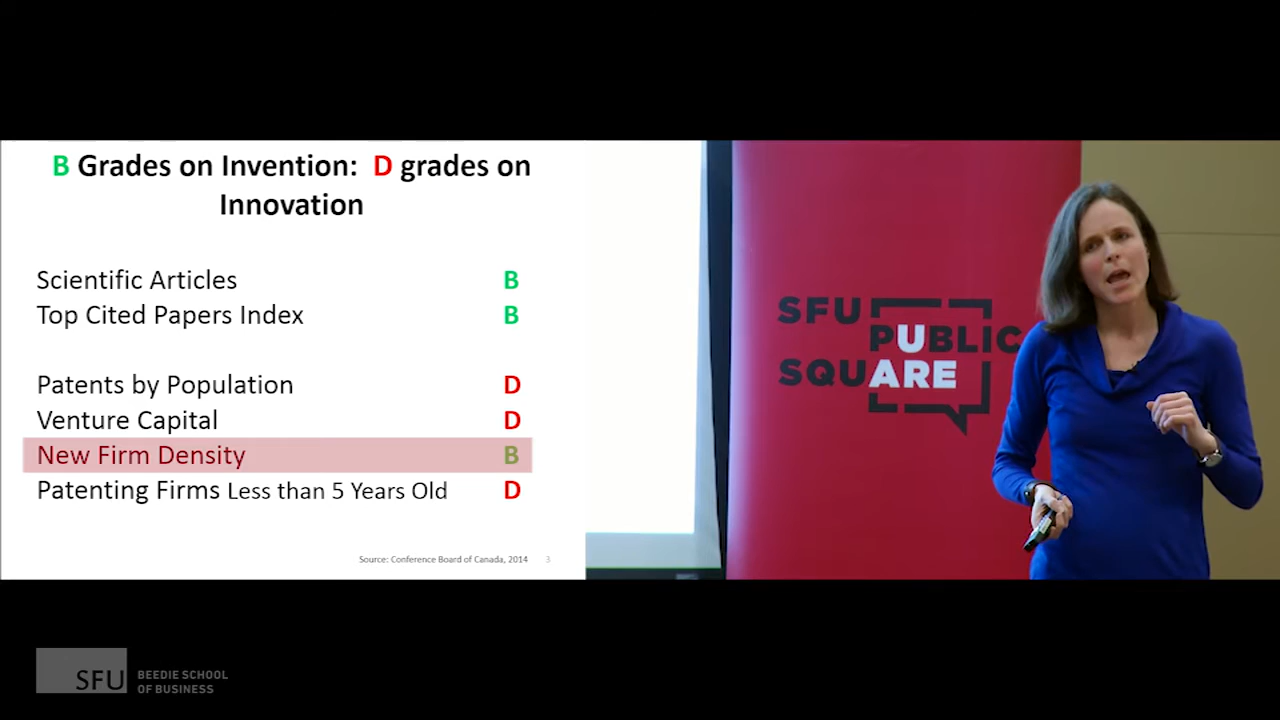 B Grades on Invention: D grades on
Innovation
Scientific Articles B
Top Cited Papers Index B
Patents by Population D
Venture Capital D
New Firm Density B
Patenting Firms Less than 5 Years Old D
Source: Conference Board of Canada, 2014 3
SFU
PUBLIC
SQUARE
SFU BEEDIE SCHOOL
OF BUSINESS